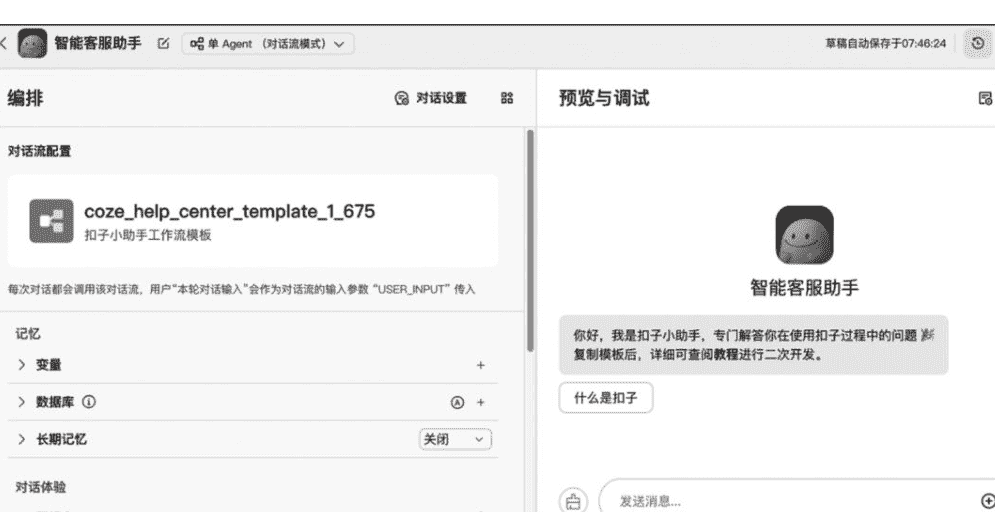 智能客服助手
单 Agent （对话流模式）
草稿自动保存于07:46:24
编排
对话设置
对话流配置
coze_help_center_template_1_675
扣子小助手工作流模板
每次对话都会调用该对话流，用户“本轮对话输入”会作为对话流的输入参数 “USER_INPUT” 传入
记忆
变量
数据库
长期记忆
关闭
对话体验
预览与调试
智能客服助手
你好，我是扣子小助手，专门解答你在使用扣子过程中的问题 🎉
复制模板后，详细可查阅教程进行二次开发。
什么是扣子
发送消息...